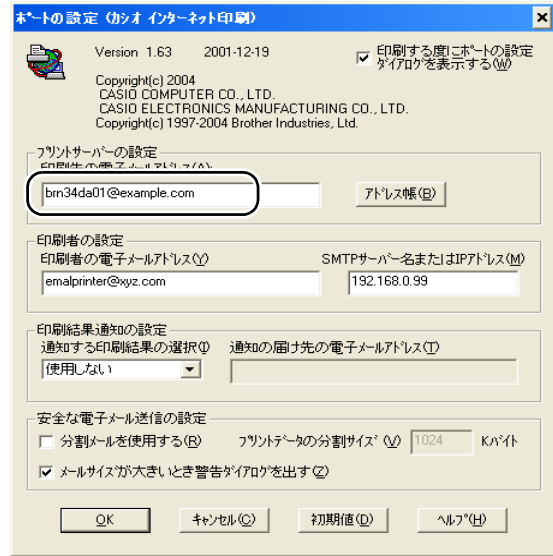 ポートの設定 (カシオ インターネット印刷)
Version 1.63 2001-12-19
印刷する度にポートの設定
ダイアログを表示する(W)
Copyright(c) 2004
CASIO COMPUTER CO., LTD.
CASIO ELECTRONICS MANUFACTURING CO., LTD.
Copyright(c) 1997-2004 Brother Industries, Ltd.
プリントサーバーの設定
印刷先の電子メールアドレス(A):
brn34da01@example.com
アドレス帳(B)
印刷者の設定
印刷者の電子メールアドレス(Y)
SMTPサーバー名またはIPアドレス(M)
emalprinter@xyz.com
192.168.0.99
印刷結果通知の設定
通知する印刷結果の選択(I)
通知の届け先の電子メールアドレス(T)
使用しない
安全な電子メール送信の設定
分割メールを使用する(R)
プリントデータの分割サイズ(V)
1024
Kバイト
メールサイズが大きいとき警告ダイアログを出す(Z)
OK
キャンセル(C)
初期値(D)
ヘルプ(H)